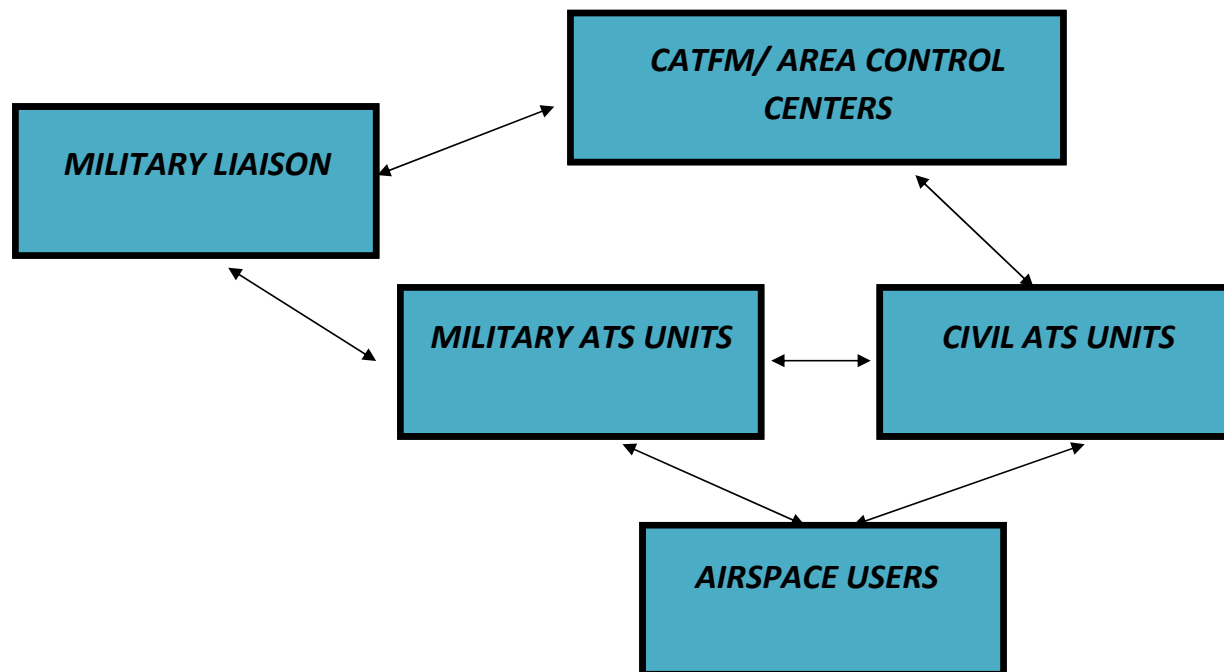 CATFM/ AREA CONTROL
CENTERS
MILITARY LIAISON
MILITARY ATS UNITS
CIVIL ATS UNITS
AIRSPACE USERS